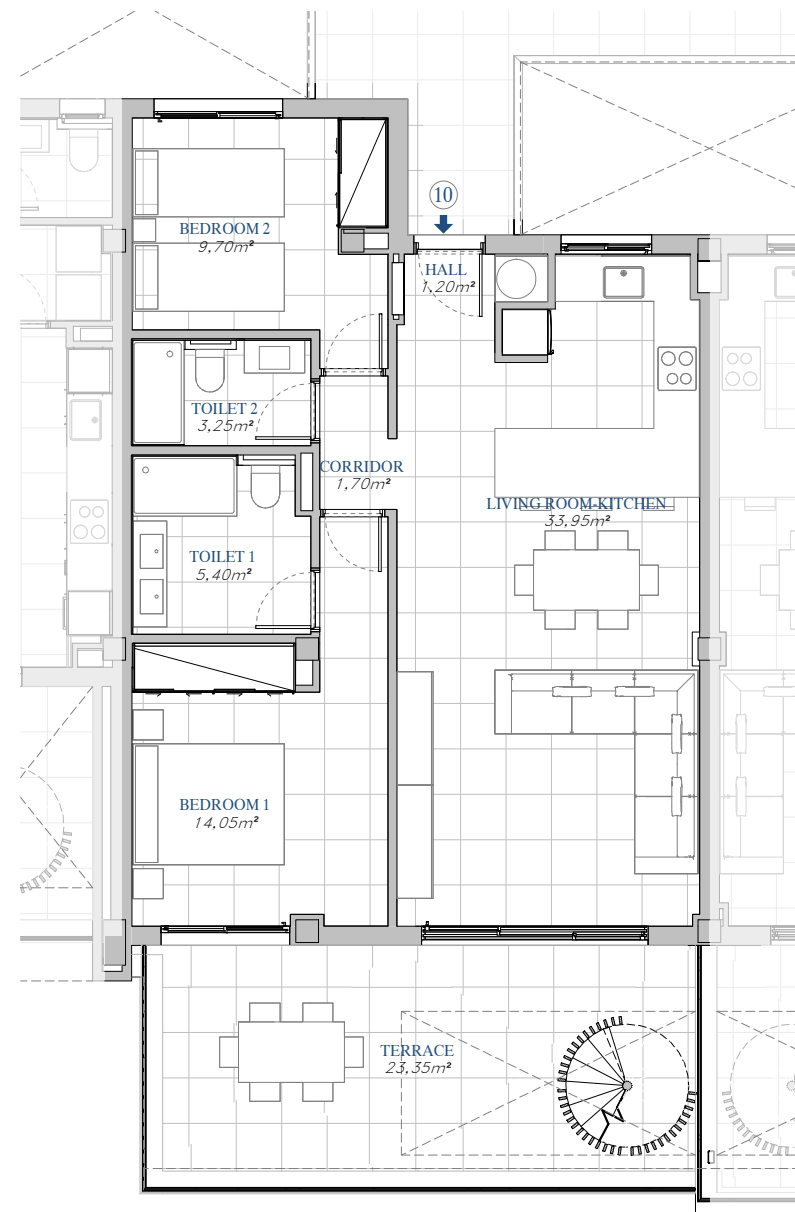 10
BEDROOM 2
9,70m²
HALL
1,20m²
TOILET 2
3,25m²
CORRIDOR
1,70m²
LIVING ROOM-KITCHEN
33,95m²
TOILET 1
5,40m²
BEDROOM 1
14,05m²
TERRACE
23,35m²